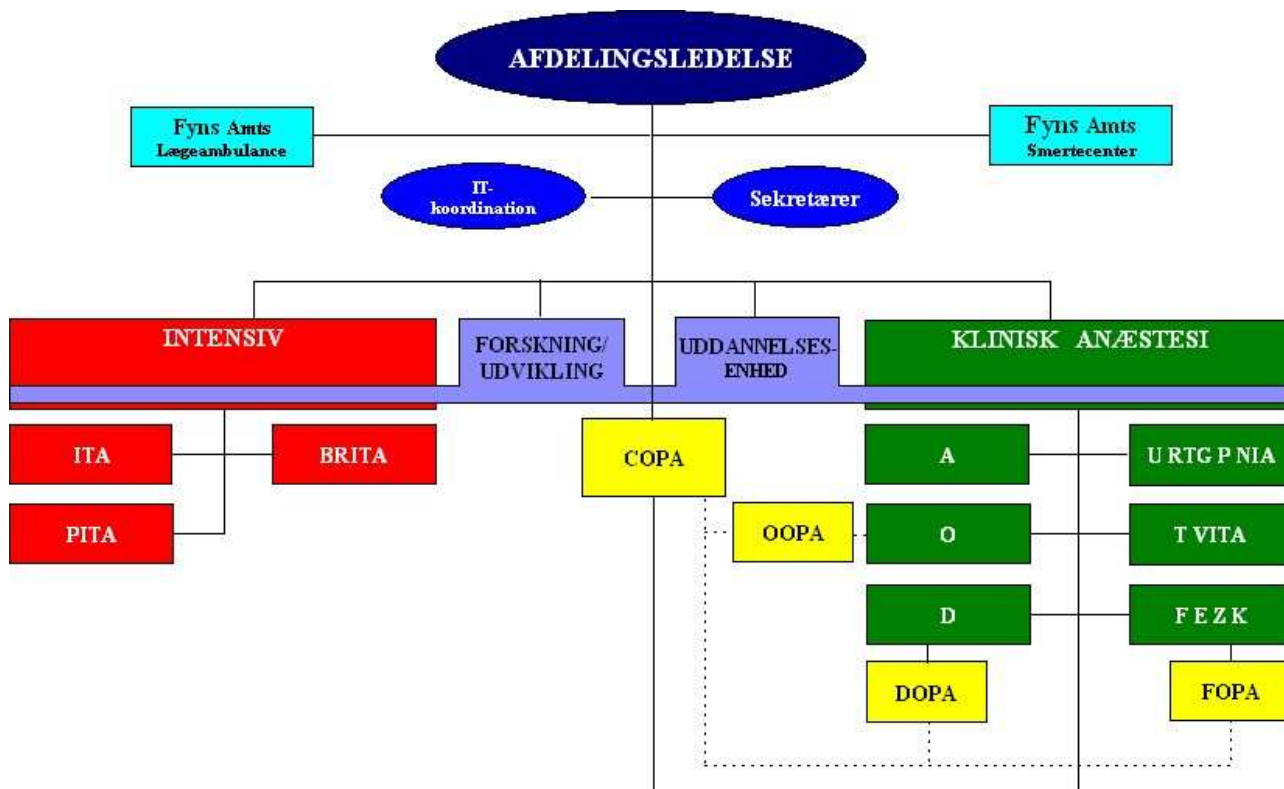 AFDELINGSLEDELSE
Fyns Amts
Lægeambulance
Fyns Amts
Smertecenter
IT-
koordination
Sekretærer
INTENSIV
FORSKNING/
UDVIKLING
UDDANNELSES-
ENHED
KLINISK ANÆSTESI
ITA
BRITA
COPA
A
U RTG P NIA
PITA
OOPA
O
T VITA
D
F E Z K
DOPA
FOPA